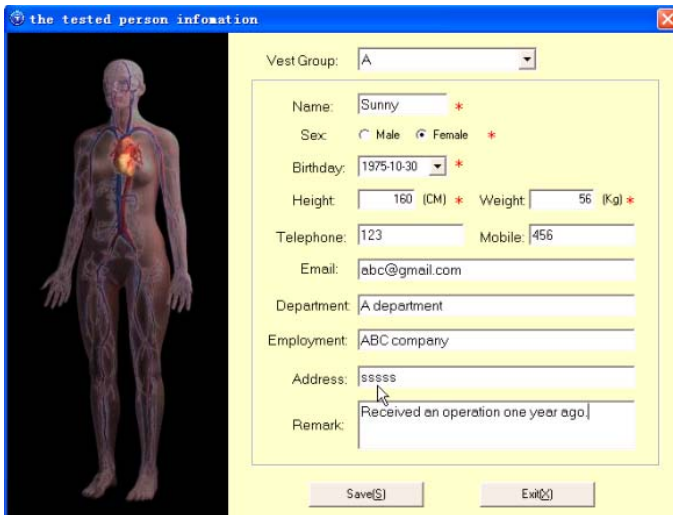 the tested person infomation
Vest Group: A
Name: Sunny *
Sex: Male Female *
Birthday: 1975-10-30 *
Height: 160 (CM) * Weight: 56 (Kg) *
Telephone: 123 Mobile: 456
Email: abc@gmail.com
Department: A department
Employment: ABC company
Address: sssss
Remark: Received an operation one year ago.
Save(S) Exit(X)